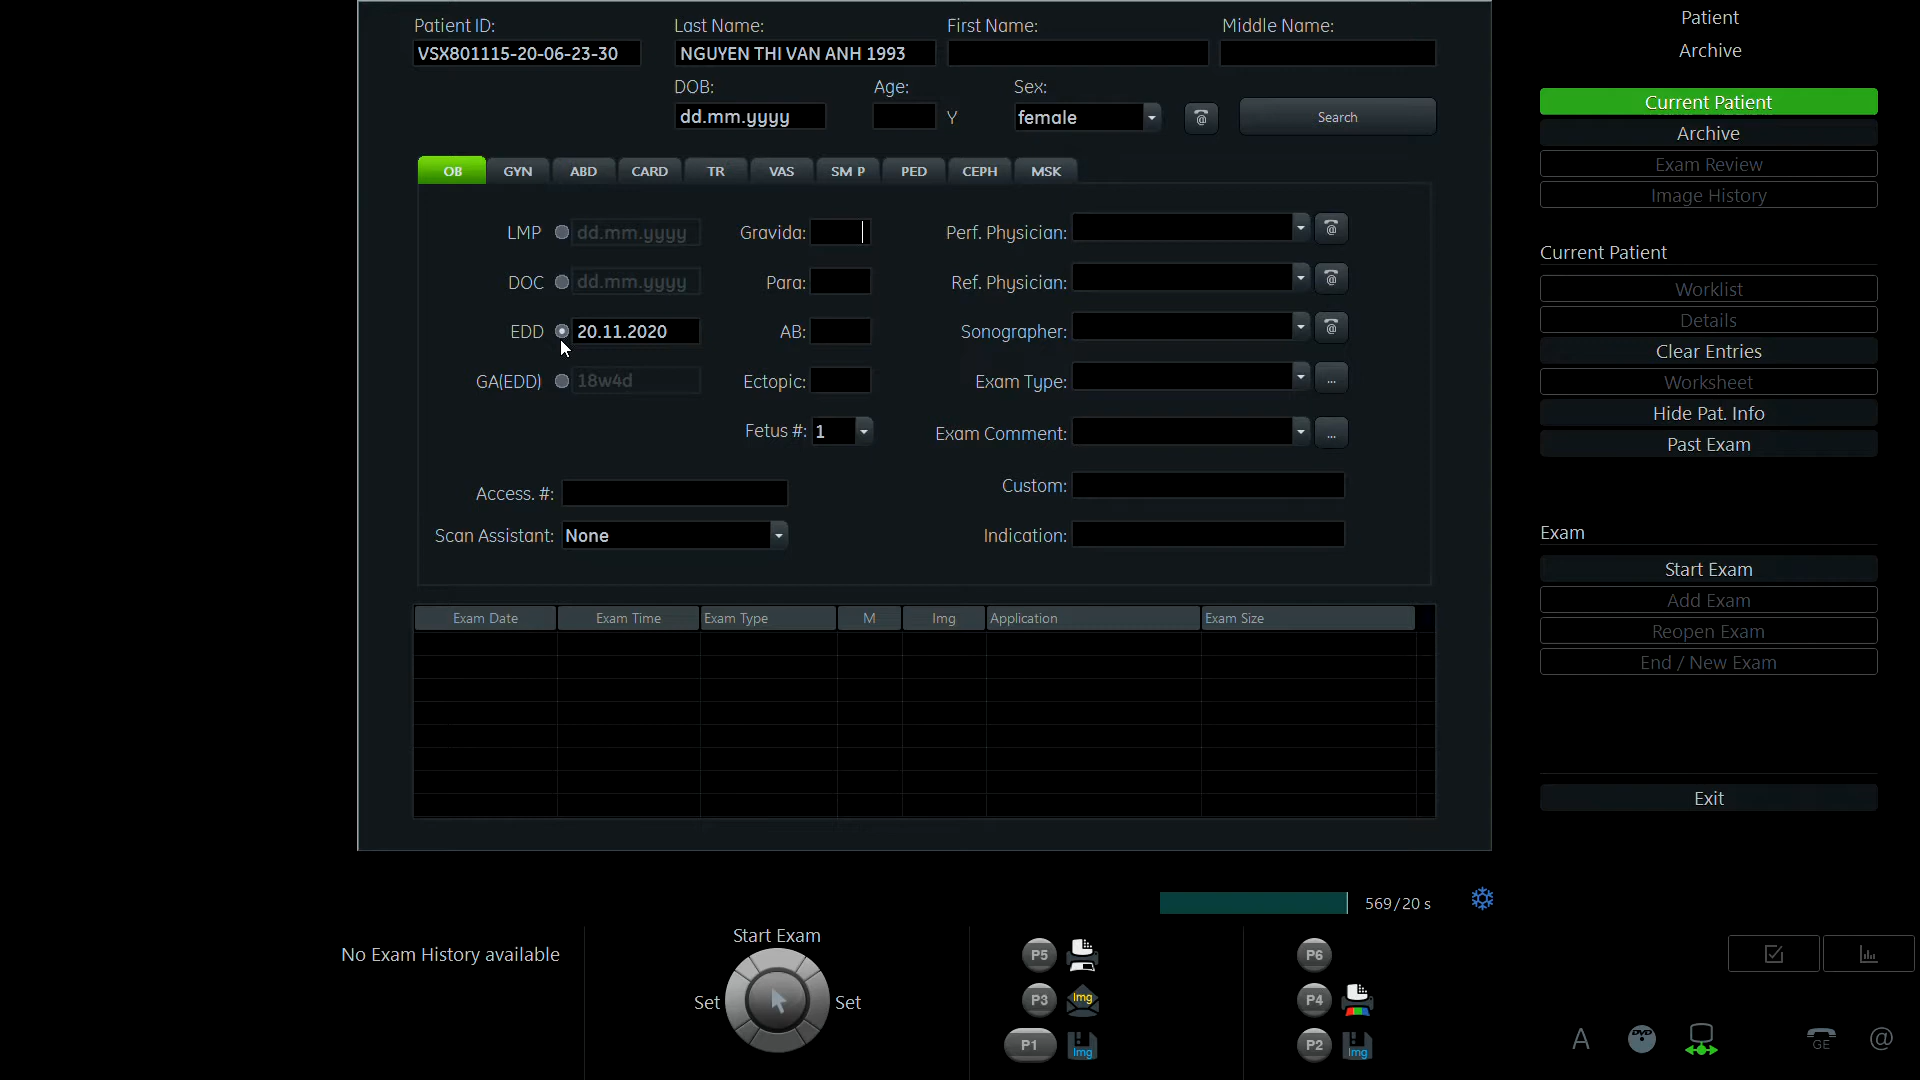 Patient ID: Last Name: First Name: Middle Name:
VSX801115-20-06-23-30 NGUYEN THI VAN ANH 1993
DOB: Age: Sex:
dd.mm.yyyy Y female @ Search
OB GYN ABD CARD TR VAS SM P PED CEPH MSK
LMP dd.mm.yyyy Gravida: Perf. Physician: @
DOC dd.mm.yyyy Para: Ref. Physician: @
EDD 20.11.2020 AB: Sonographer: @
GA(EDD) 18w4d Ectopic: Exam Type: ...
Fetus #: 1 Exam Comment: ...
Access. #: Custom:
Scan Assistant: None Indication:
Exam Date Exam Time Exam Type M Img Application Exam Size
569/20 s
No Exam History available
Start Exam
Set Set
P5
P3 Img
P1 Img
P6
P4
P2 Img
Patient
Archive
Current Patient
Archive
Exam Review
Image History
Current Patient
Worklist
Details
Clear Entries
Worksheet
Hide Pat. Info
Past Exam
Exam
Start Exam
Add Exam
Reopen Exam
End / New Exam
Exit
A DVD GE @